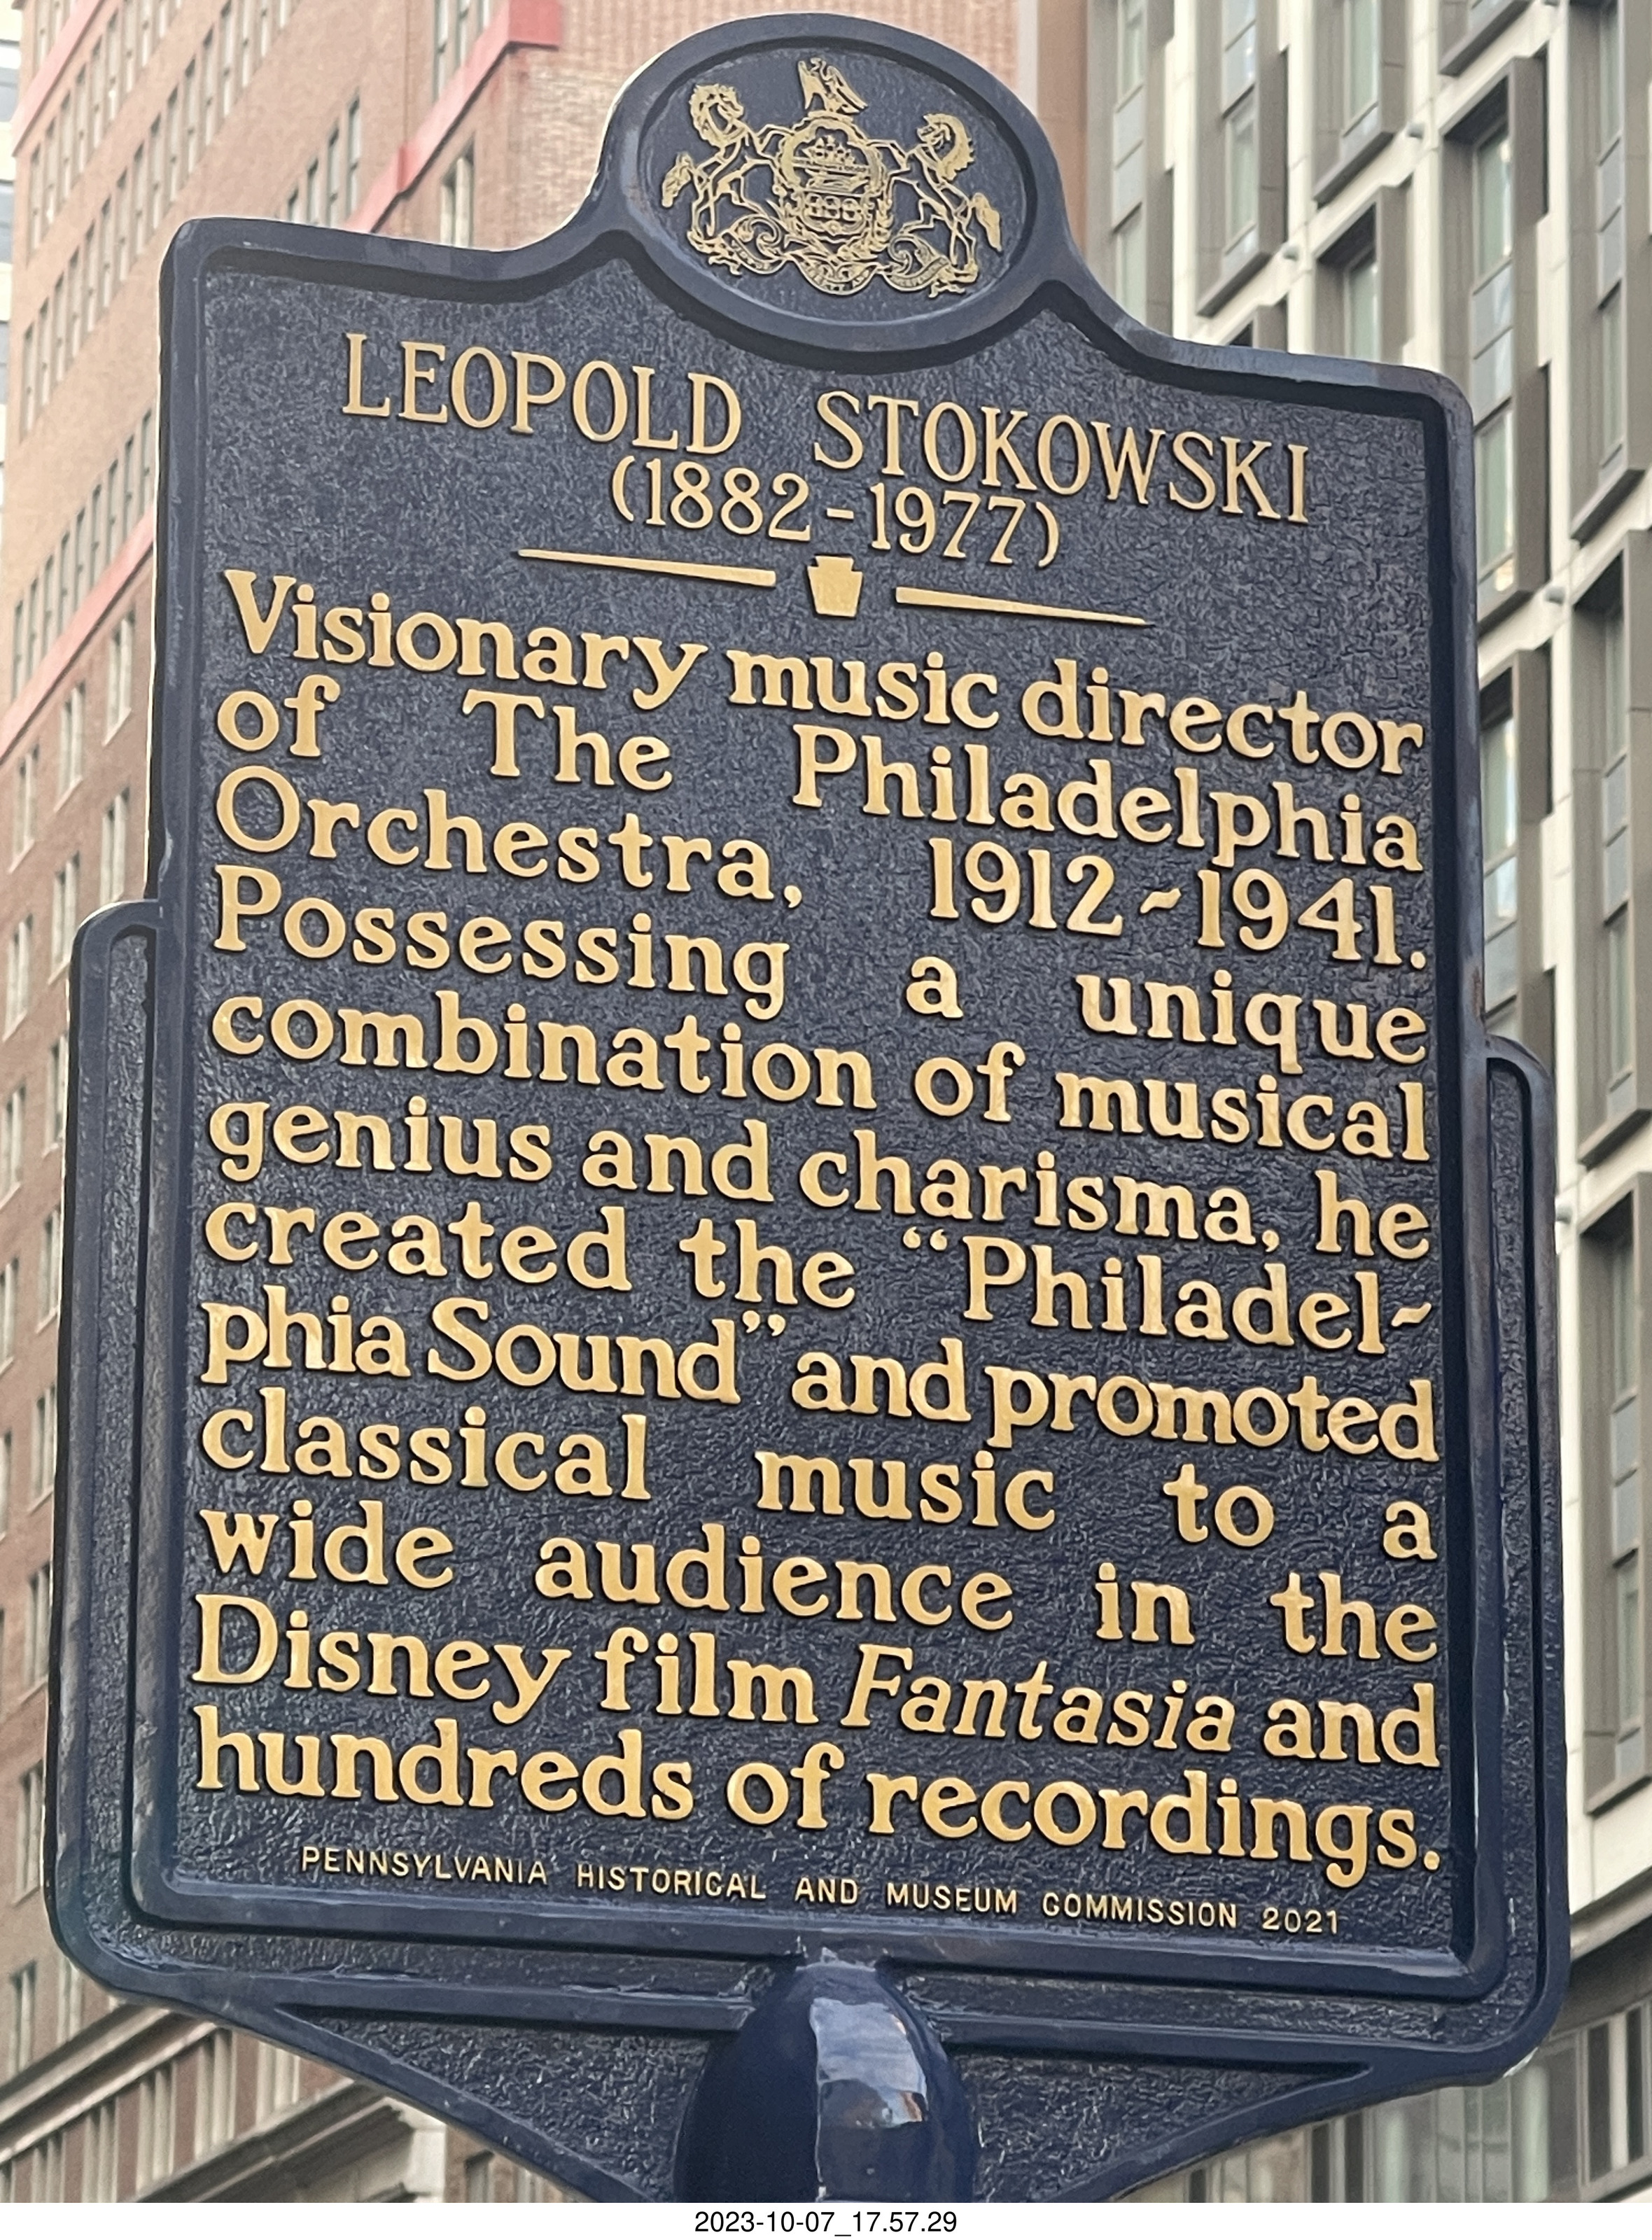 LEOPOLD STOKOWSKI
(1882-1977)
Visionary music director
of The Philadelphia
Orchestra, 1912-1941.
Possessing a unique
combination of musical
genius and charisma, he
created the “Philadel-
phia Sound” and promoted
classical music to a
wide audience in the
Disney film Fantasia and
hundreds of recordings.
PENNSYLVANIA HISTORICAL AND MUSEUM COMMISSION 2021
2023-10-07_17.57.29